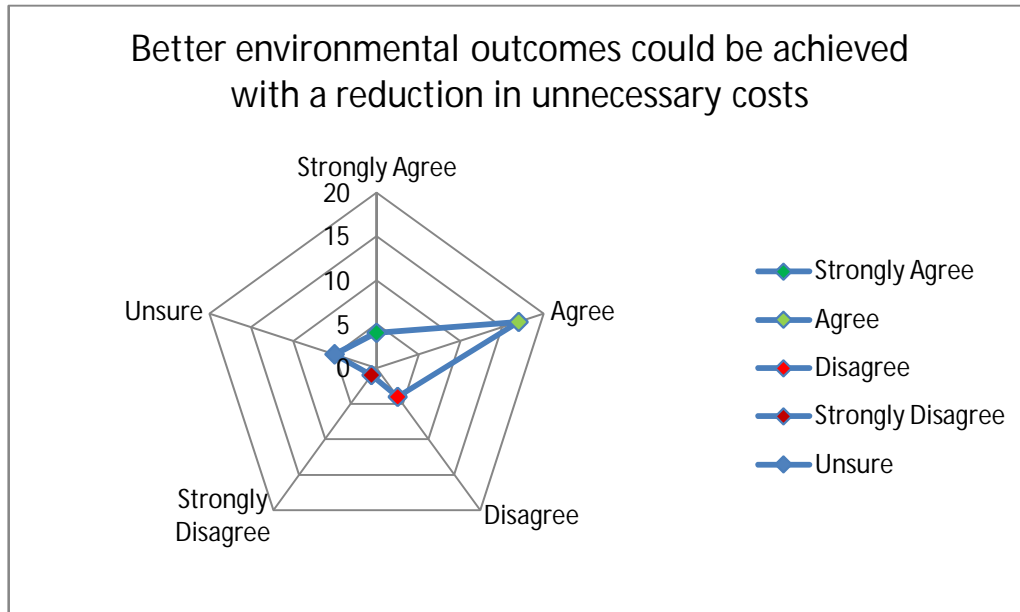 Better environmental outcomes could be achieved
with a reduction in unnecessary costs
Strongly Agree
20
15
10
5
0
Unsure
Agree
Strongly
Disagree
Disagree
Strongly Agree
Agree
Disagree
Strongly Disagree
Unsure